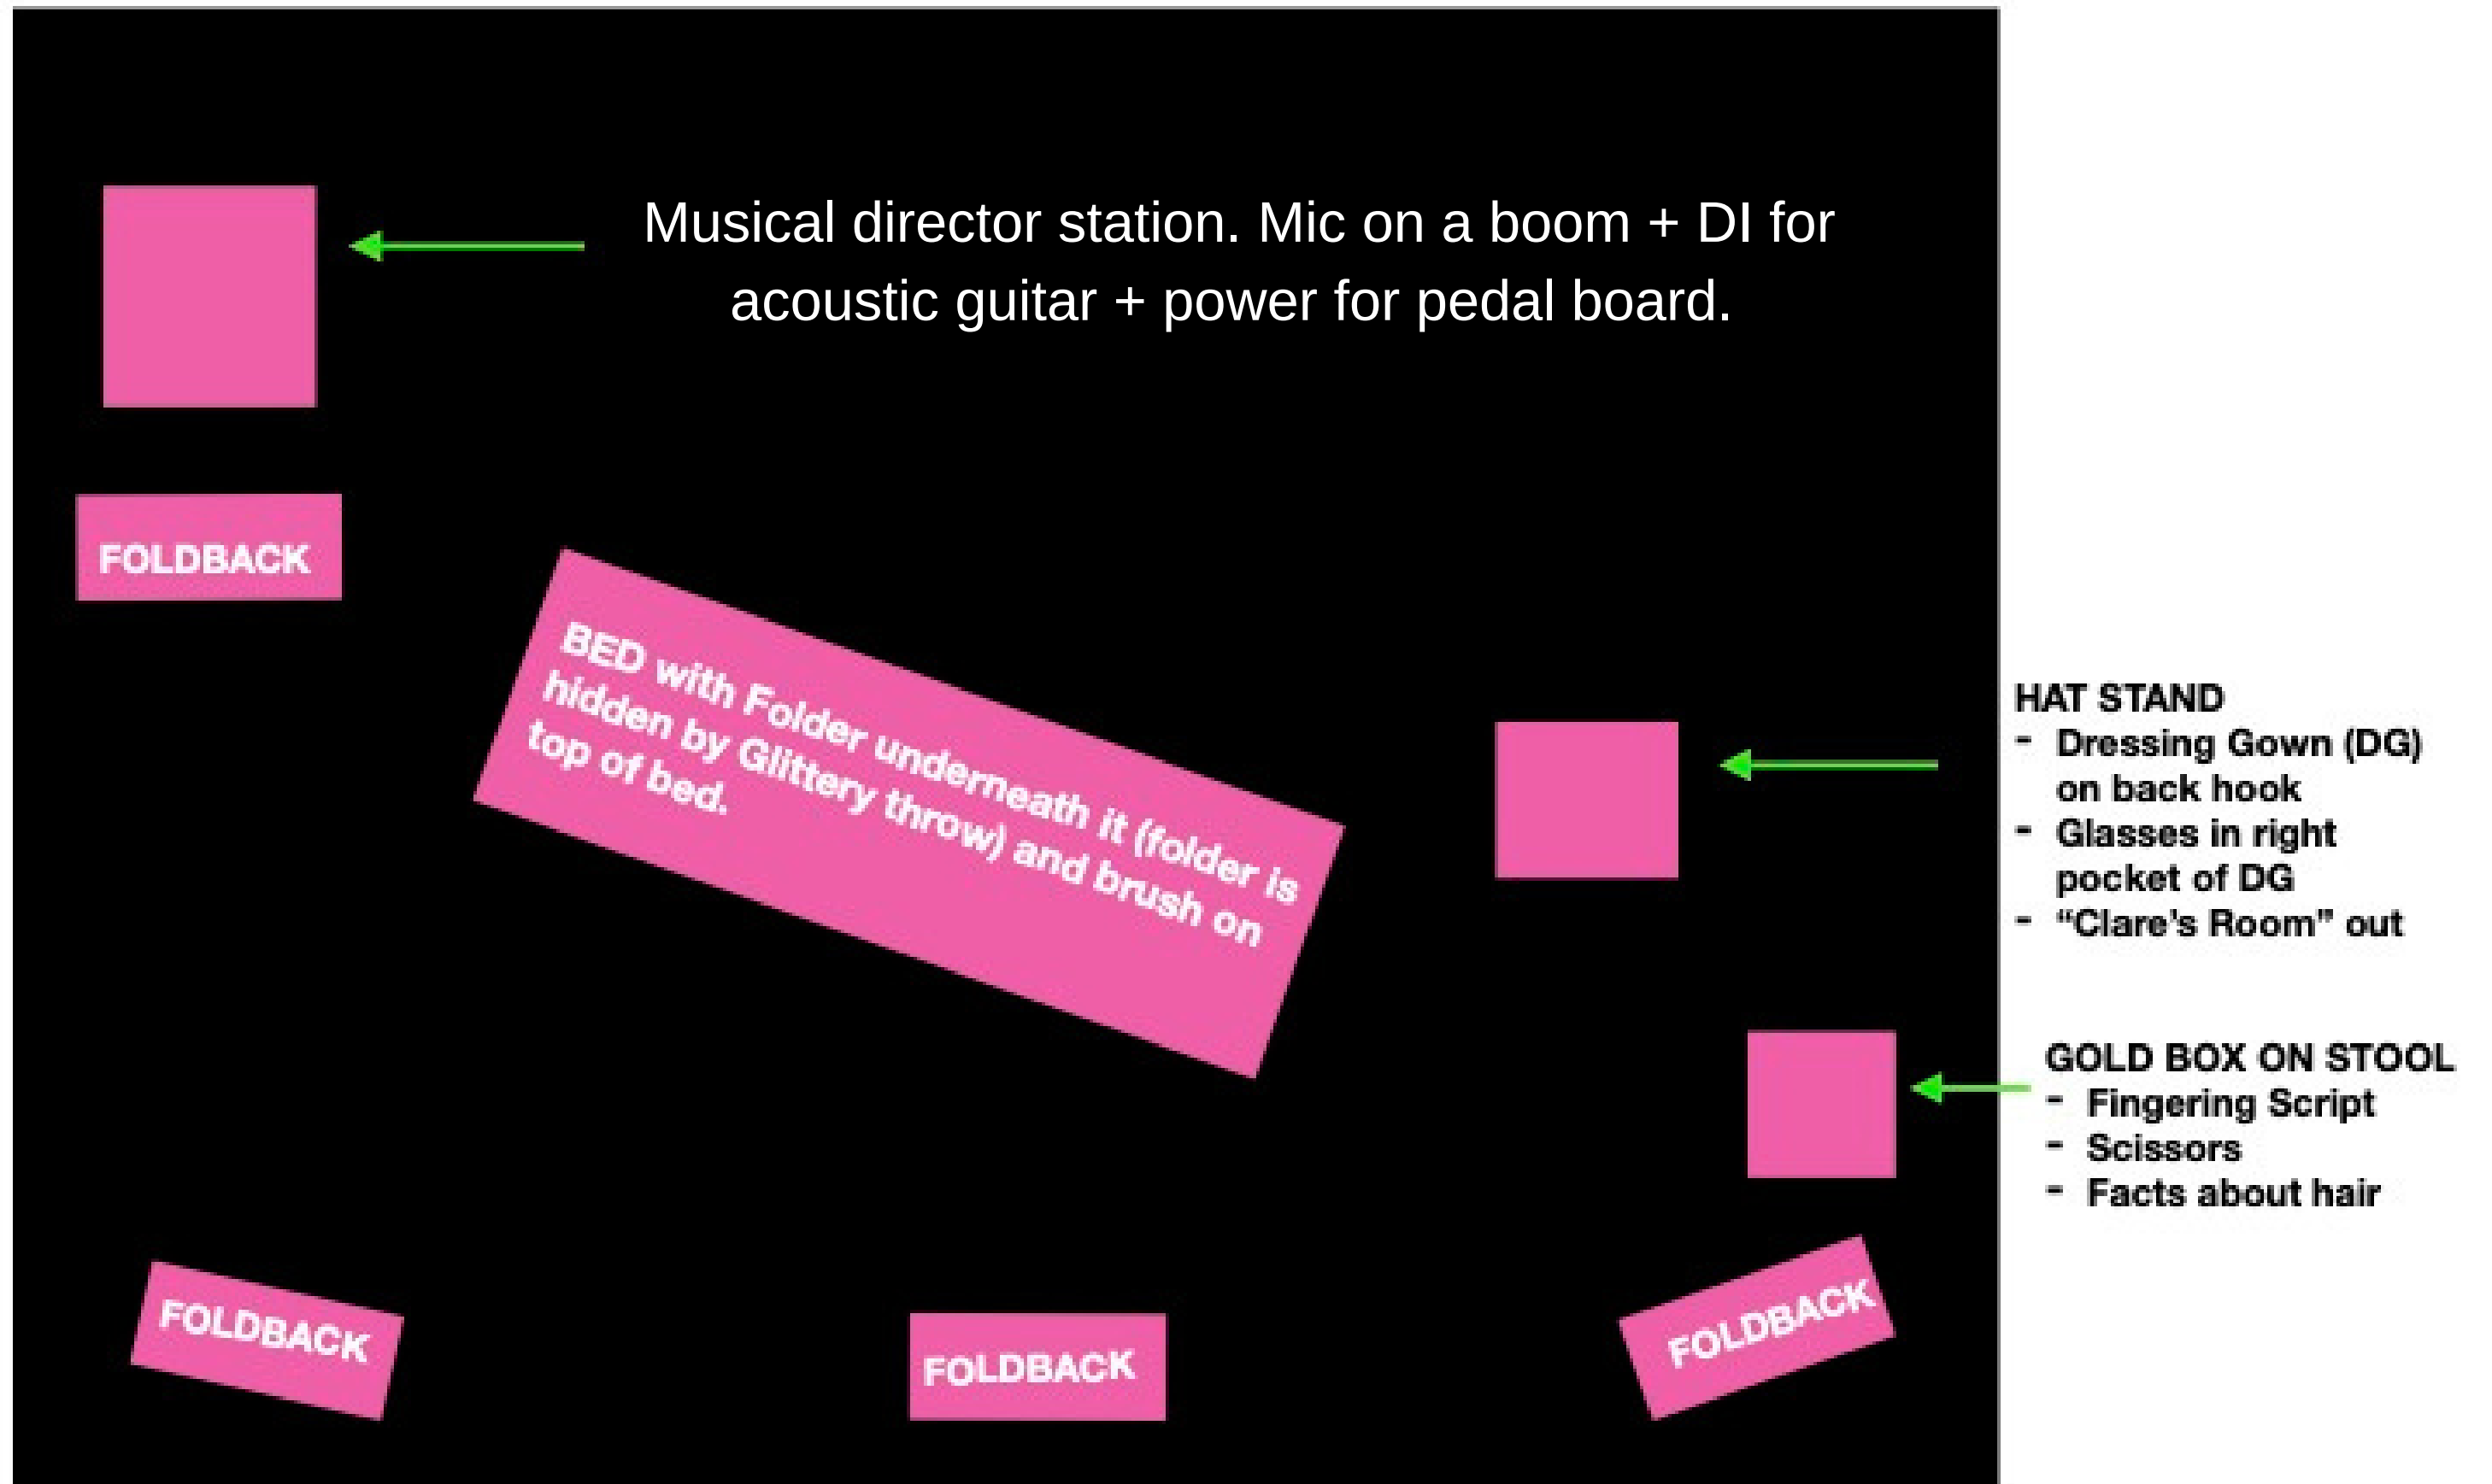 Musical director station. Mic on a boom + DI for
acoustic guitar + power for pedal board.
FOLDBACK
BED with Folder underneath it (folder is
hidden by Glittery throw) and brush on
top of bed.
HAT STAND
- Dressing Gown (DG)
on back hook
- Glasses in right
pocket of DG
- “Clare’s Room” out
GOLD BOX ON STOOL
- Fingering Script
- Scissors
- Facts about hair
FOLDBACK
FOLDBACK
FOLDBACK